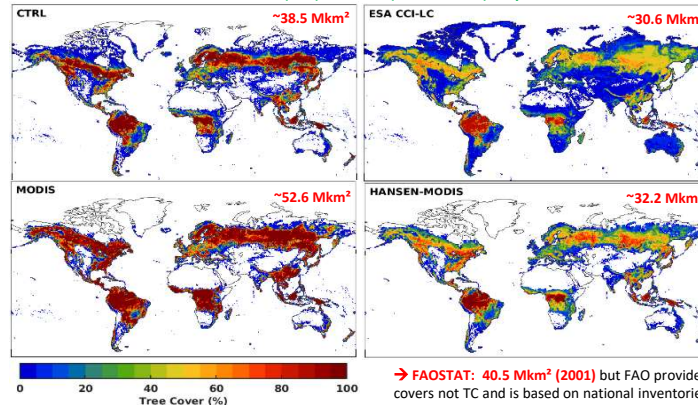 CTRL
~38.5 Mkm²
ESA CCI-LC
~30.6 Mkm²
MODIS
~52.6 Mkm²
HANSEN-MODIS
~32.2 Mkm²
0 20 40 60 80 100
Tree Cover (%)
→ FAOSTAT: 40.5 Mkm² (2001) but FAO provide
covers not TC and is based on national inventorie